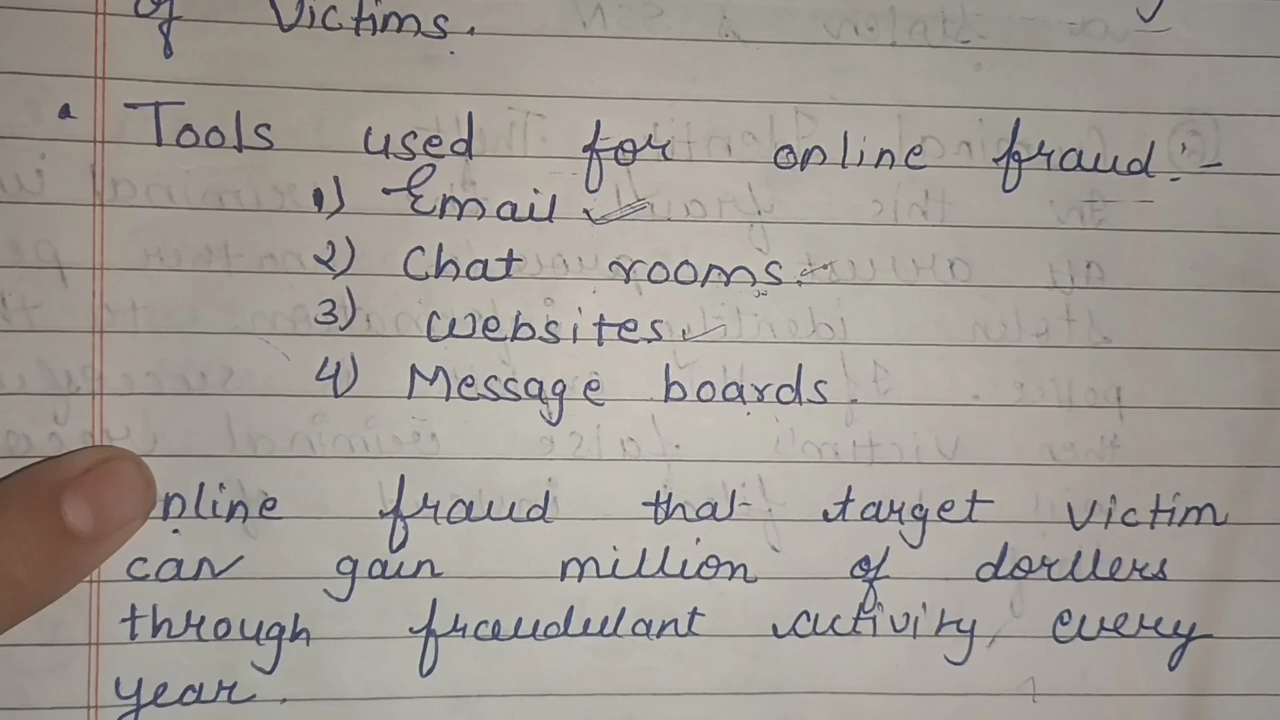 of Victims.
• Tools used for online fraud :-
1) Email
2) Chat rooms.
3) websites
4) Message boards.
nline fraud that target victim
can gain million of dorllers
through fraudulant activity, every
year.